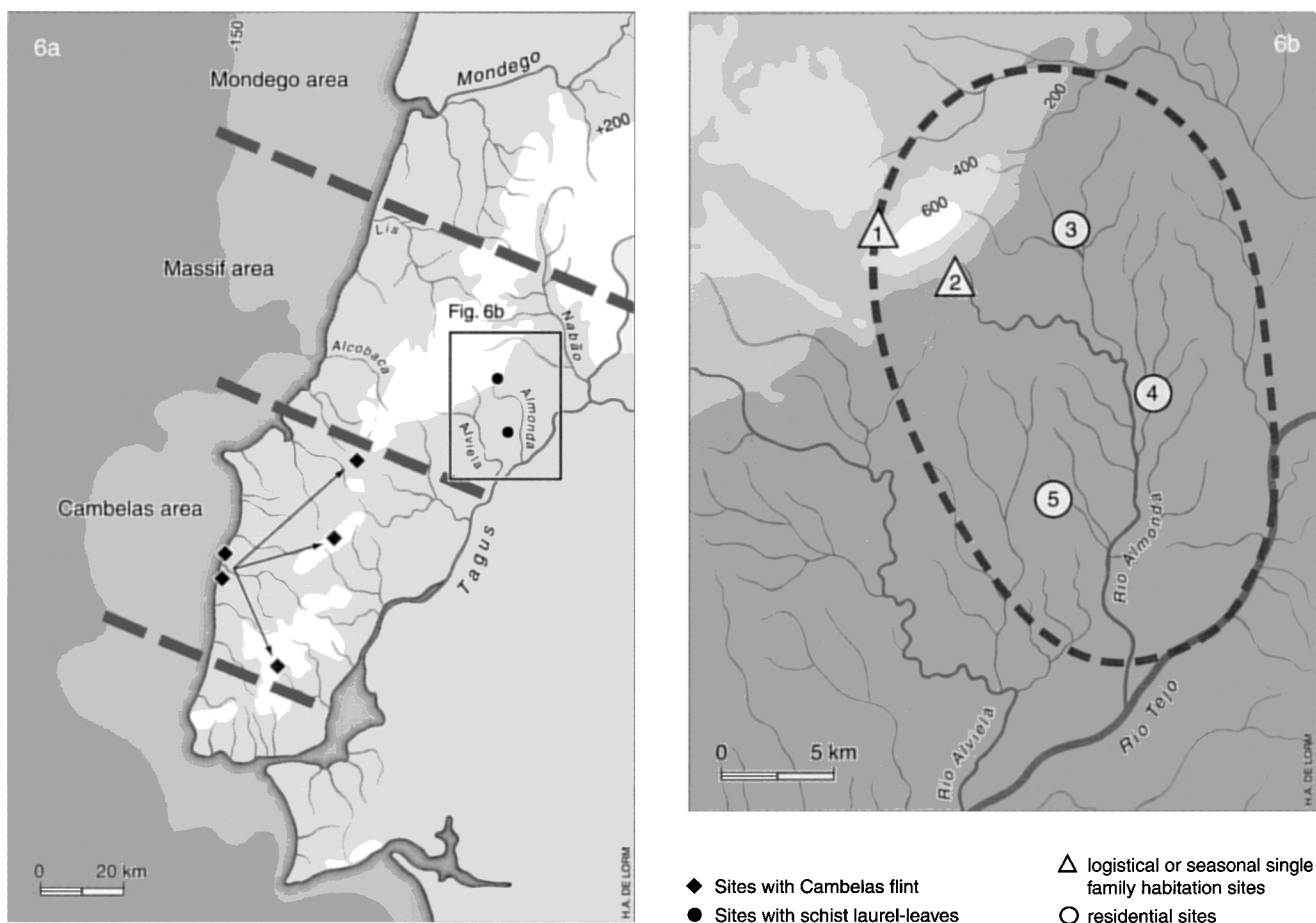 6a
-150
Mondego area
Mondego
+200
Lis
Massif area
Fig. 6b
Nabão
Alcobaça
Almonda
Alviela
Cambelas area
Tagus
0 20 km
H.A. DE LORM
6b
200
400
600
1
2
3
4
5
Rio Almonda
Rio Tejo
Rio Alviela
0 5 km
H.A. DE LORM
Sites with Cambelas flint
Sites with schist laurel-leaves
logistical or seasonal single
family habitation sites
residential sites